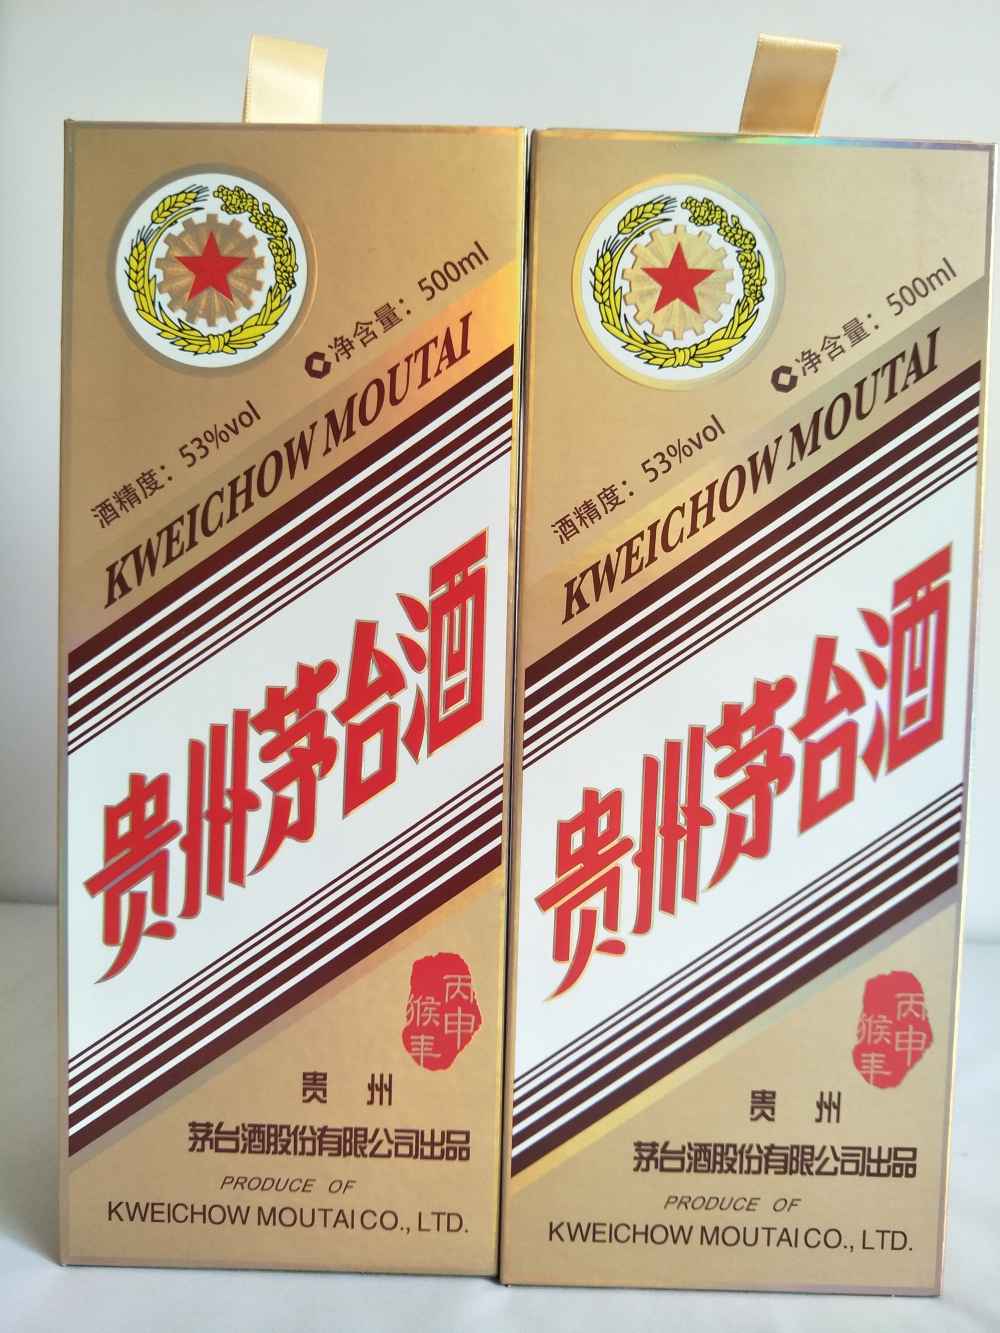 净含量：500ml
酒精度：53%vol
KWEICHOW MOUTAI
贵州茅台酒
丙申
猴年
贵州
茅台酒股份有限公司出品
PRODUCE OF
KWEICHOW MOUTAI CO., LTD.
净含量：500ml
酒精度：53%vol
KWEICHOW MOUTAI
贵州茅台酒
丙申
猴年
贵州
茅台酒股份有限公司出品
PRODUCE OF
KWEICHOW MOUTAI CO., LTD.